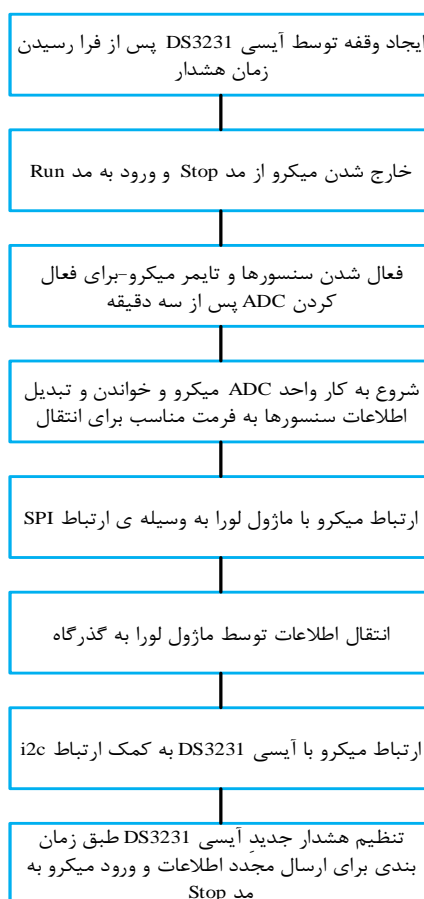 ایجاد وقفه توسط آیسی DS3231 پس از فرا رسیدن
زمان هشدار
خارج شدن میکرو از مد Stop و ورود به مد Run
فعال شدن سنسورها و تایمر میکرو-برای فعال
کردن ADC پس از سه دقیقه
شروع به کار واحد ADC میکرو و خواندن و تبدیل
اطلاعات سنسورها به فرمت مناسب برای انتقال
ارتباط میکرو با ماژول لورا به وسیله ی ارتباط SPI
انتقال اطلاعات توسط ماژول لورا به گذرگاه
ارتباط میکرو با آیسی DS3231 به کمک ارتباط i2c
تنظیم هشدار جدیدِ آیسی DS3231 طبق زمان
بندی برای ارسال مجّدد اطلاعات و ورود میکرو به
مد Stop